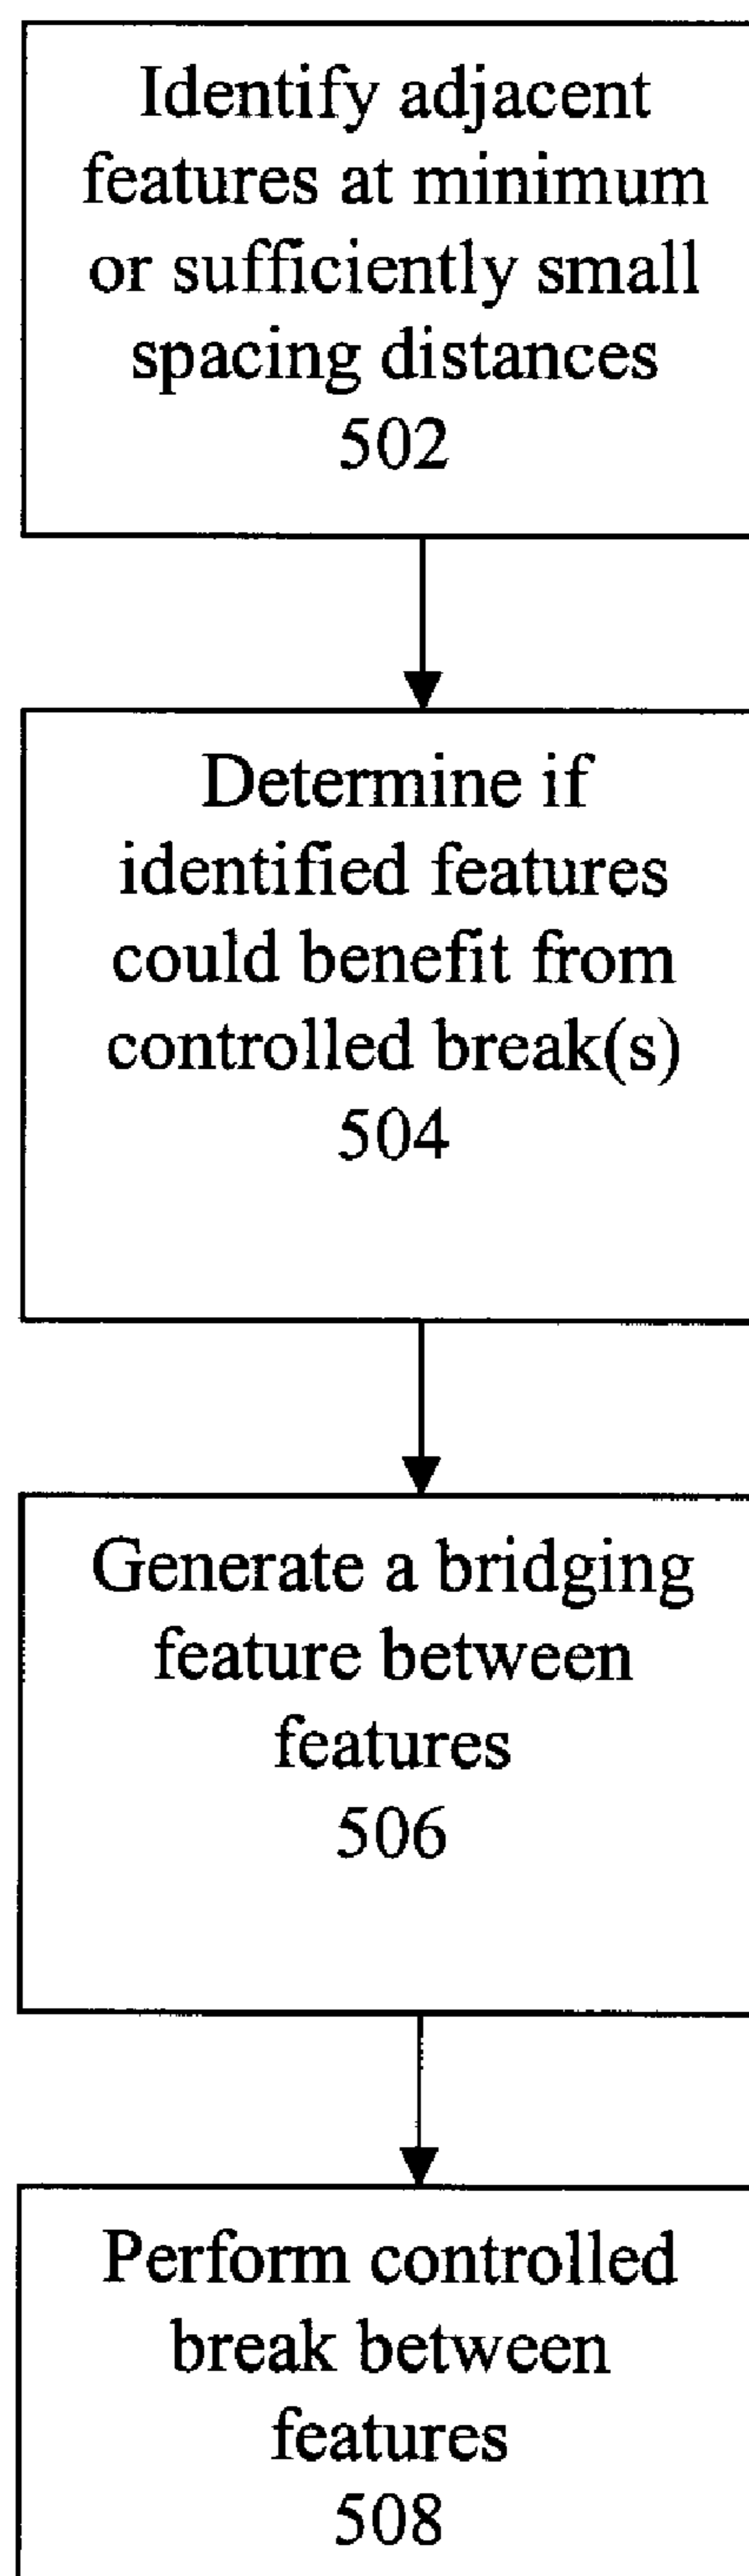 Identify adjacent
features at minimum
or sufficiently small
spacing distances
502
Determine if
identified features
could benefit from
controlled break(s)
504
Generate a bridging
feature between
features
506
Perform controlled
break between
features
508